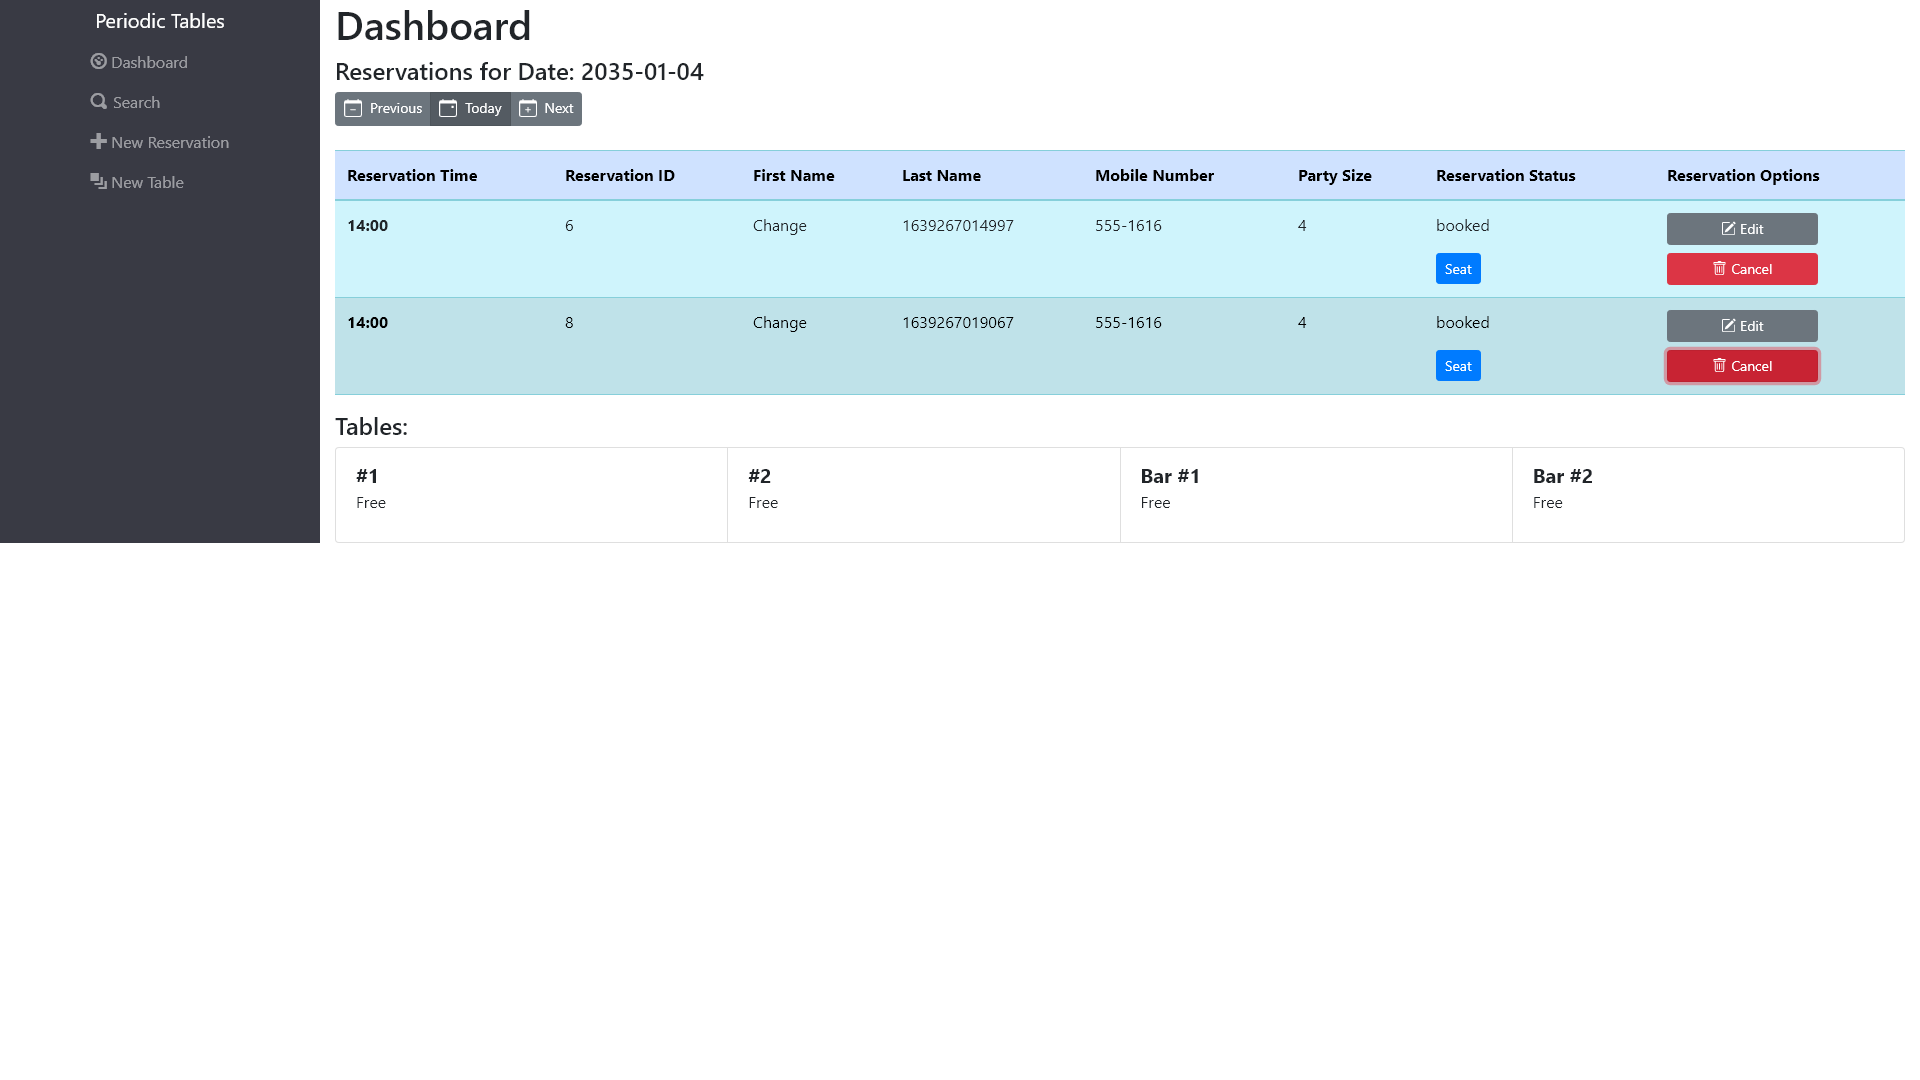 Periodic Tables
Dashboard
Search
New Reservation
New Table
Dashboard
Reservations for Date: 2035-01-04
Previous Today Next
Reservation Time Reservation ID First Name Last Name Mobile Number Party Size Reservation Status Reservation Options
14:00 6 Change 1639267014997 555-1616 4 booked Edit
Seat Cancel
14:00 8 Change 1639267019067 555-1616 4 booked Edit
Seat Cancel
Tables:
#1 #2 Bar #1 Bar #2
Free Free Free Free